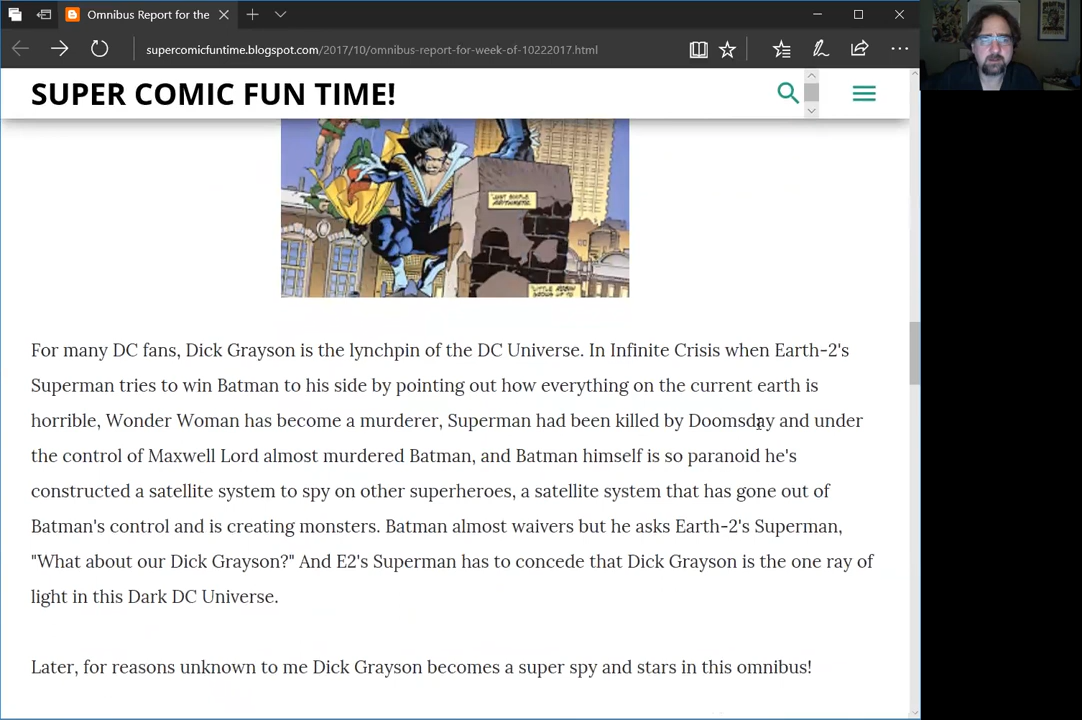 Omnibus Report for the
supercomicfuntime.blogspot.com/2017/10/omnibus-report-for-week-of-10222017.html
SUPER COMIC FUN TIME!
"JUST SIMPLE
ARITHMETIC.
"LITTLE ROBIN
For many DC fans, Dick Grayson is the lynchpin of the DC Universe. In Infinite Crisis when Earth-2's
Superman tries to win Batman to his side by pointing out how everything on the current earth is
horrible, Wonder Woman has become a murderer, Superman had been killed by Doomsday and under
the control of Maxwell Lord almost murdered Batman, and Batman himself is so paranoid he's
constructed a satellite system to spy on other superheroes, a satellite system that has gone out of
Batman's control and is creating monsters. Batman almost waivers but he asks Earth-2's Superman,
"What about our Dick Grayson?" And E2's Superman has to concede that Dick Grayson is the one ray of
light in this Dark DC Universe.
Later, for reasons unknown to me Dick Grayson becomes a super spy and stars in this omnibus!